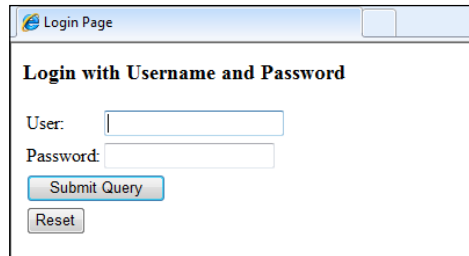 Login Page
Login with Username and Password
User:
Password:
Submit Query
Reset